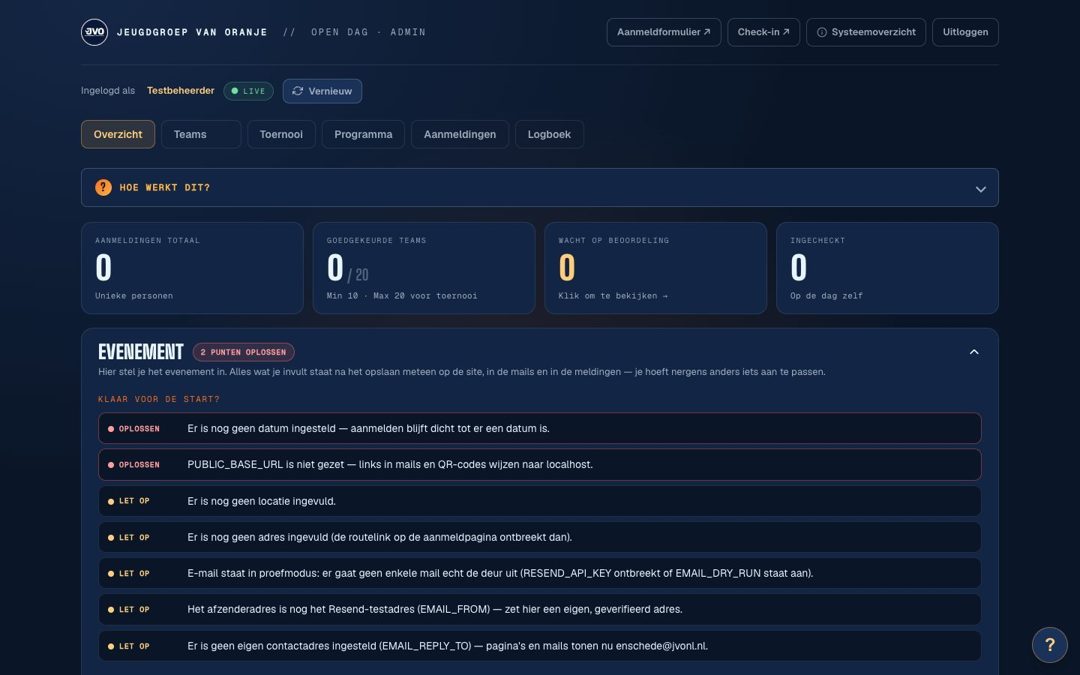 JVO JEUGDGROEP VAN ORANJE // OPEN DAG · ADMIN
Aanmeldformulier ↗ Check-in ↗ Systeemoverzicht Uitloggen
Ingelogd als Testbeheerder LIVE Vernieuw
Overzicht Teams Toernooi Programma Aanmeldingen Logboek
? HOE WERKT DIT?
AANMELDINGEN TOTAAL
0
Unieke personen
GOEDGEKEURDE TEAMS
0 / 20
Min 10 · Max 20 voor toernooi
WACHT OP BEOORDELING
0
Klik om te bekijken →
INGECHECKT
0
Op de dag zelf
EVENEMENT 2 PUNTEN OPLOSSEN
Hier stel je het evenement in. Alles wat je invult staat na het opslaan meteen op de site, in de mails en in de meldingen — je hoeft nergens anders iets aan te passen.
KLAAR VOOR DE START?
OPLOSSEN Er is nog geen datum ingesteld — aanmelden blijft dicht tot er een datum is.
OPLOSSEN PUBLIC_BASE_URL is niet gezet — links in mails en QR-codes wijzen naar localhost.
LET OP Er is nog geen locatie ingevuld.
LET OP Er is nog geen adres ingevuld (de routelink op de aanmeldpagina ontbreekt dan).
LET OP E-mail staat in proefmodus: er gaat geen enkele mail echt de deur uit (RESEND_API_KEY ontbreekt of EMAIL_DRY_RUN staat aan).
LET OP Het afzenderadres is nog het Resend-testadres (EMAIL_FROM) — zet hier een eigen, geverifieerd adres.
LET OP Er is geen eigen contactadres ingesteld (EMAIL_REPLY_TO) — pagina's en mails tonen nu enschede@jvonl.nl.
?